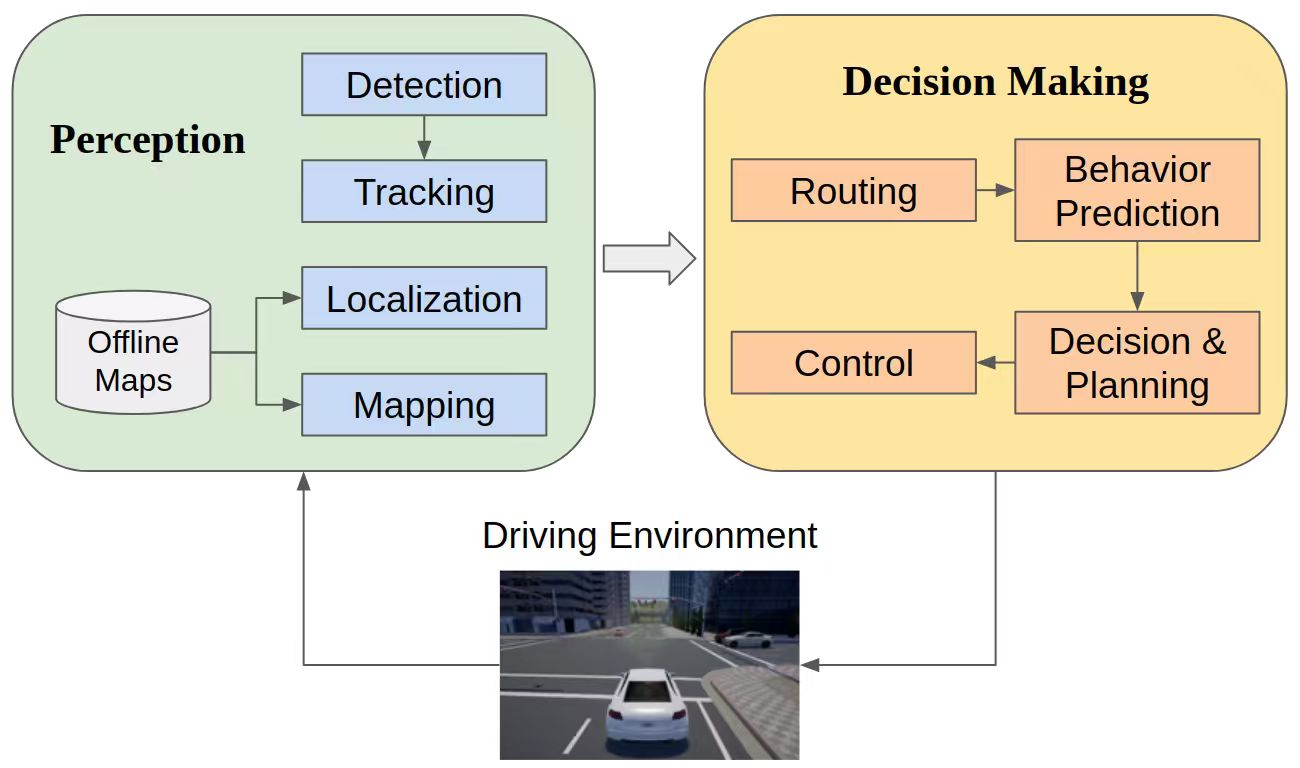 Perception
Detection
Tracking
Localization
Mapping
Offline
Maps
Decision Making
Routing
Behavior
Prediction
Decision &
Planning
Control
Driving Environment